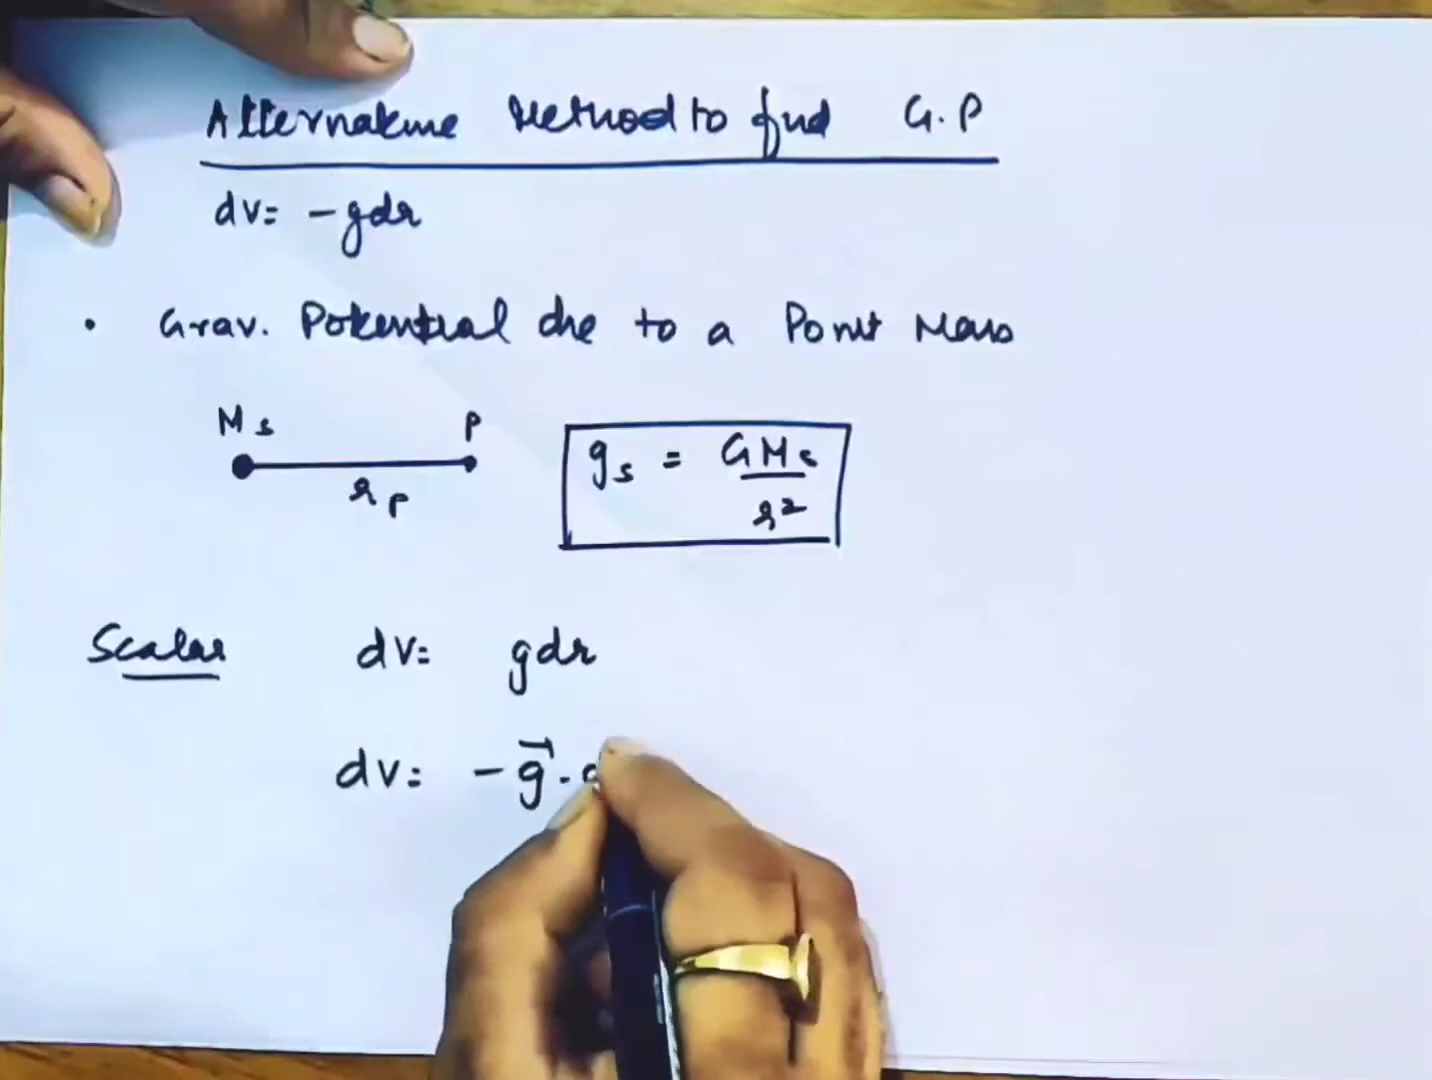 Alternative Method to find G.P
dv = -gdr
• Grav. Potential due to a Point Mass
Ms P
rp
gs = GMs / r²
Scalar dv = gdr
dv = -g⃗ . d